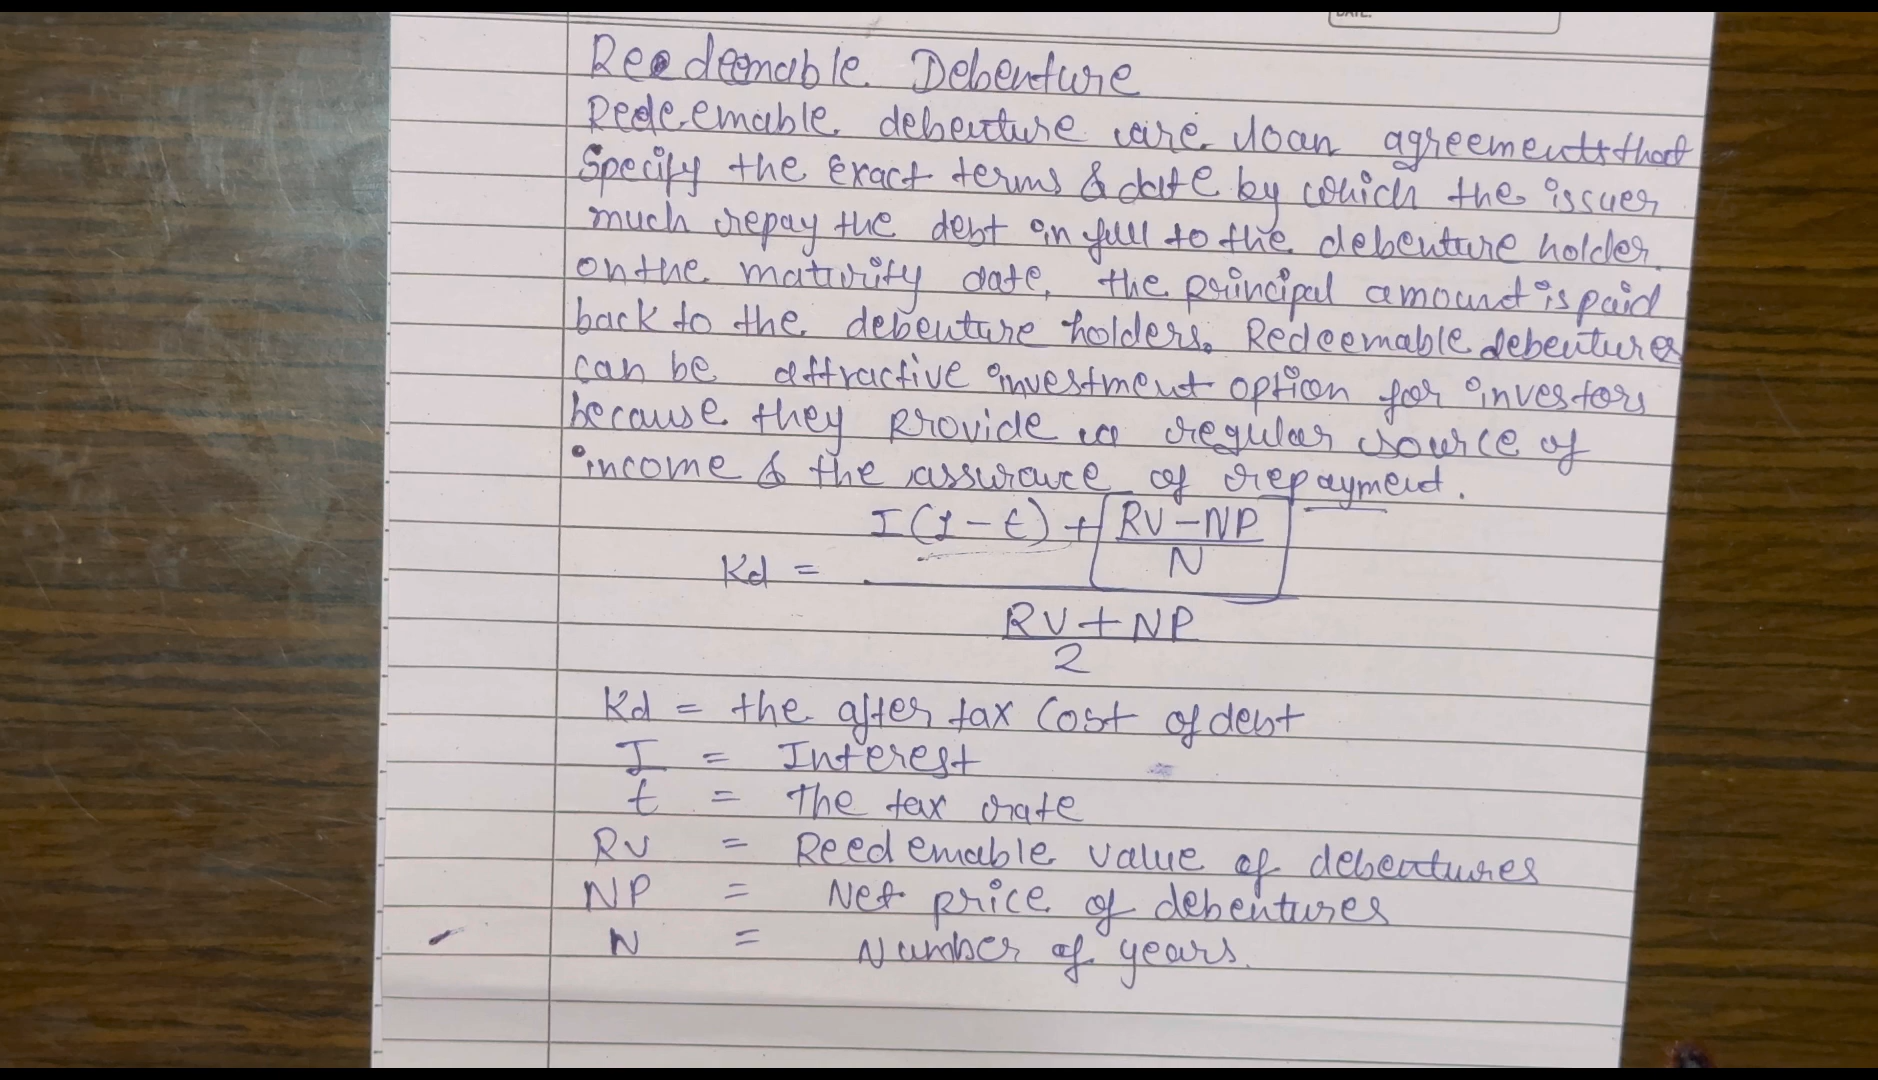 Reedeemable Debenture
Redeemable debenture are loan agreements that
Specify the exact terms & date by which the issuer
much repay the debt in full to the debenture holder
on the maturity date, the principal amount is paid
back to the debenture holders. Redeemable debentures
can be attractive investment option for investors
because they provide a regular source of
income & the assurance of repayment.
I(1-t) + [RV-NP
N]
Kd =
RV+NP
2
Kd = the after tax cost of debt
I = Interest
t = The tax rate
RV = Reedemable value of debentures
NP = Net price of debentures
N = Number of years.